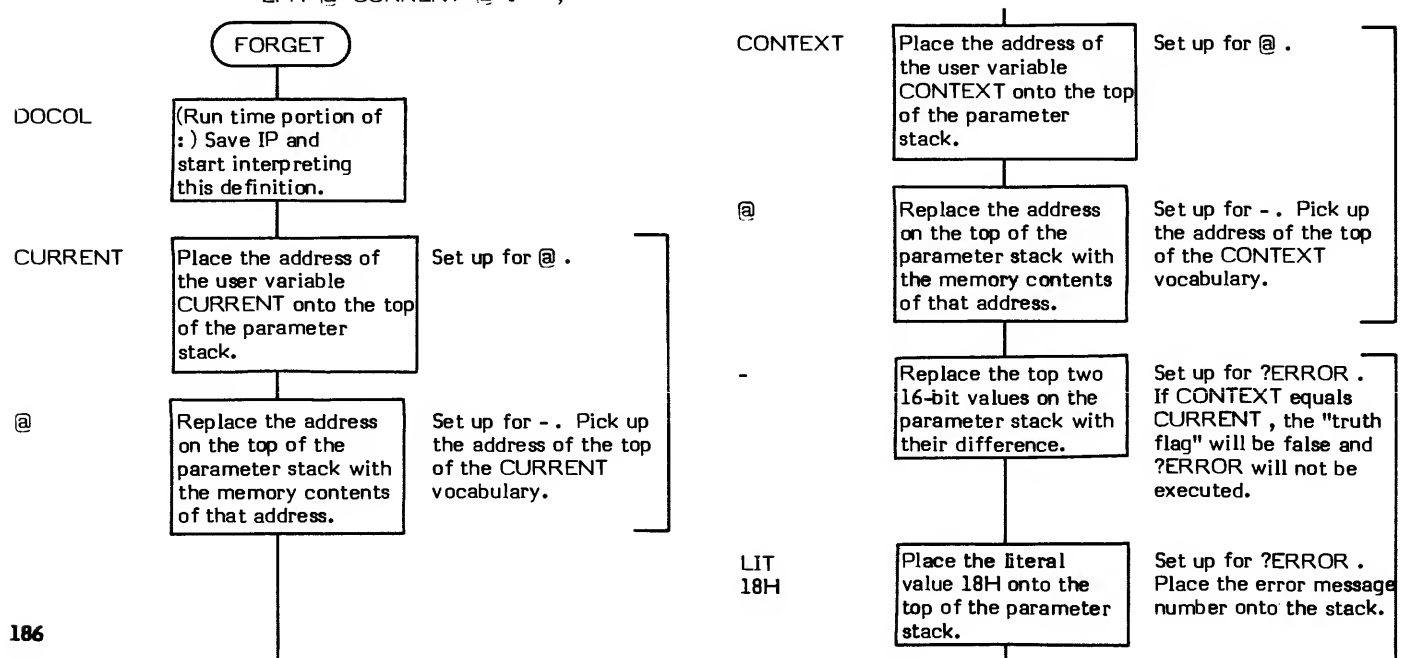 CURRENT @
FORGET
DOCOL
(Run time portion of
: ) Save IP and
start interpreting
this definition.
CURRENT
Place the address of
the user variable
CURRENT onto the top
of the parameter
stack.
Set up for @ .
@
Replace the address
on the top of the
parameter stack with
the memory contents
of that address.
Set up for - . Pick up
the address of the top
of the CURRENT
vocabulary.
186
CONTEXT
Place the address of
the user variable
CONTEXT onto the top
of the parameter
stack.
Set up for @ .
@
Replace the address
on the top of the
parameter stack with
the memory contents
of that address.
Set up for - . Pick up
the address of the top
of the CONTEXT
vocabulary.
-
Replace the top two
16-bit values on the
parameter stack with
their difference.
Set up for ?ERROR .
If CONTEXT equals
CURRENT , the "truth
flag" will be false and
?ERROR will not be
executed.
LIT
18H
Place the literal
value 18H onto the
top of the parameter
stack.
Set up for ?ERROR .
Place the error message
number onto the stack.